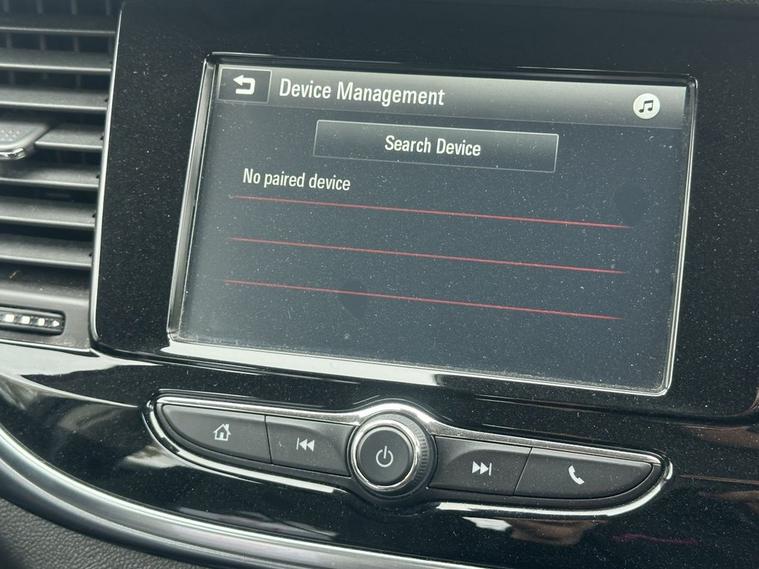 Device Management
Search Device
No paired device